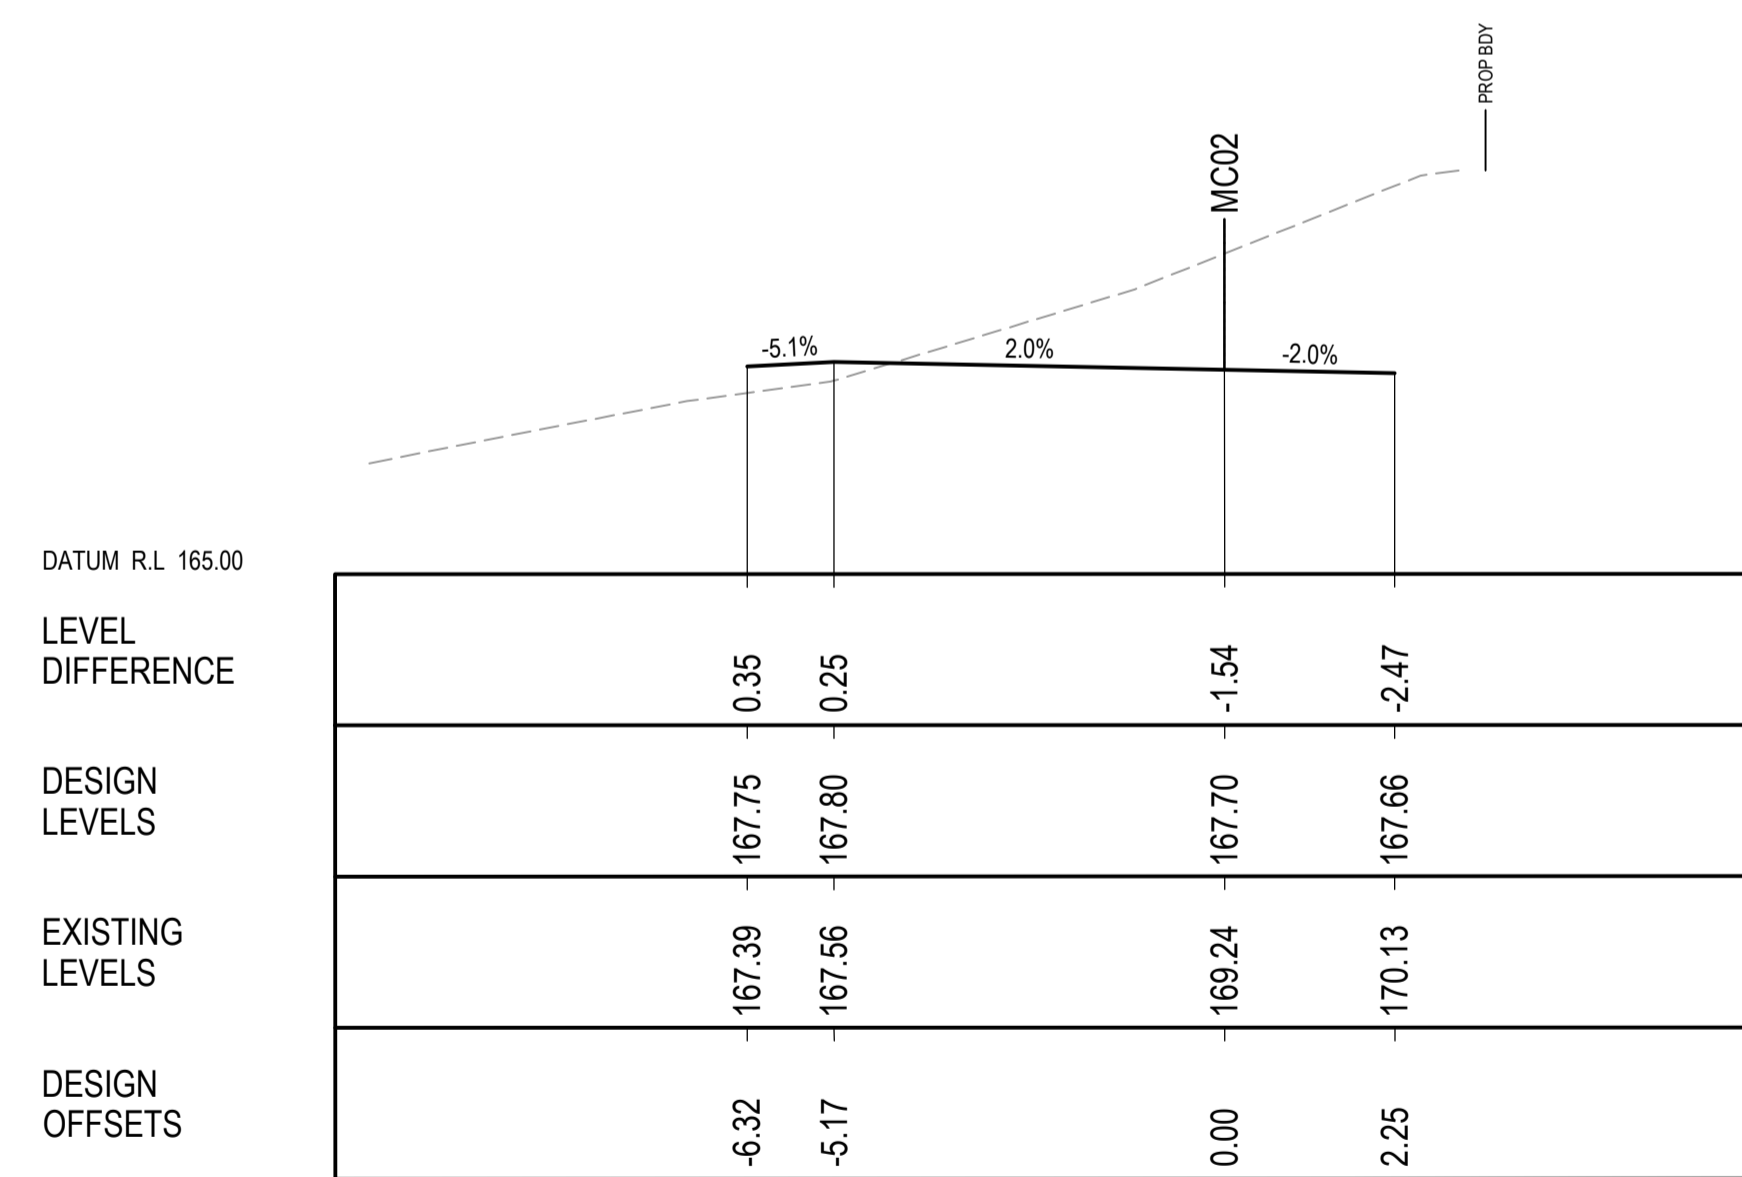 PROP BDY
MC02
-5.1%
2.0%
-2.0%
DATUM R.L 165.00
LEVEL
DIFFERENCE
0.35
0.25
-1.54
-2.47
DESIGN
LEVELS
167.75
167.80
167.70
167.66
EXISTING
LEVELS
167.39
167.56
169.24
170.13
DESIGN
OFFSETS
-6.32
-5.17
0.00
2.25